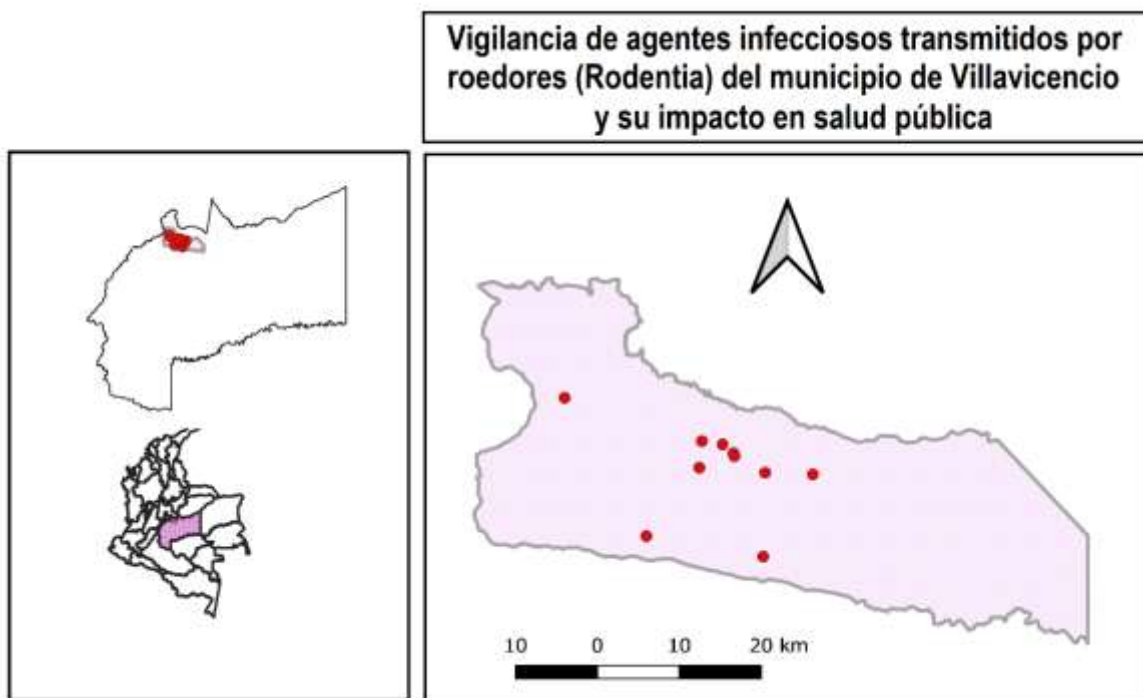 Vigilancia de agentes infecciosos transmitidos por
roedores (Rodentia) del municipio de Villavicencio
y su impacto en salud pública
10 0 10 20 km